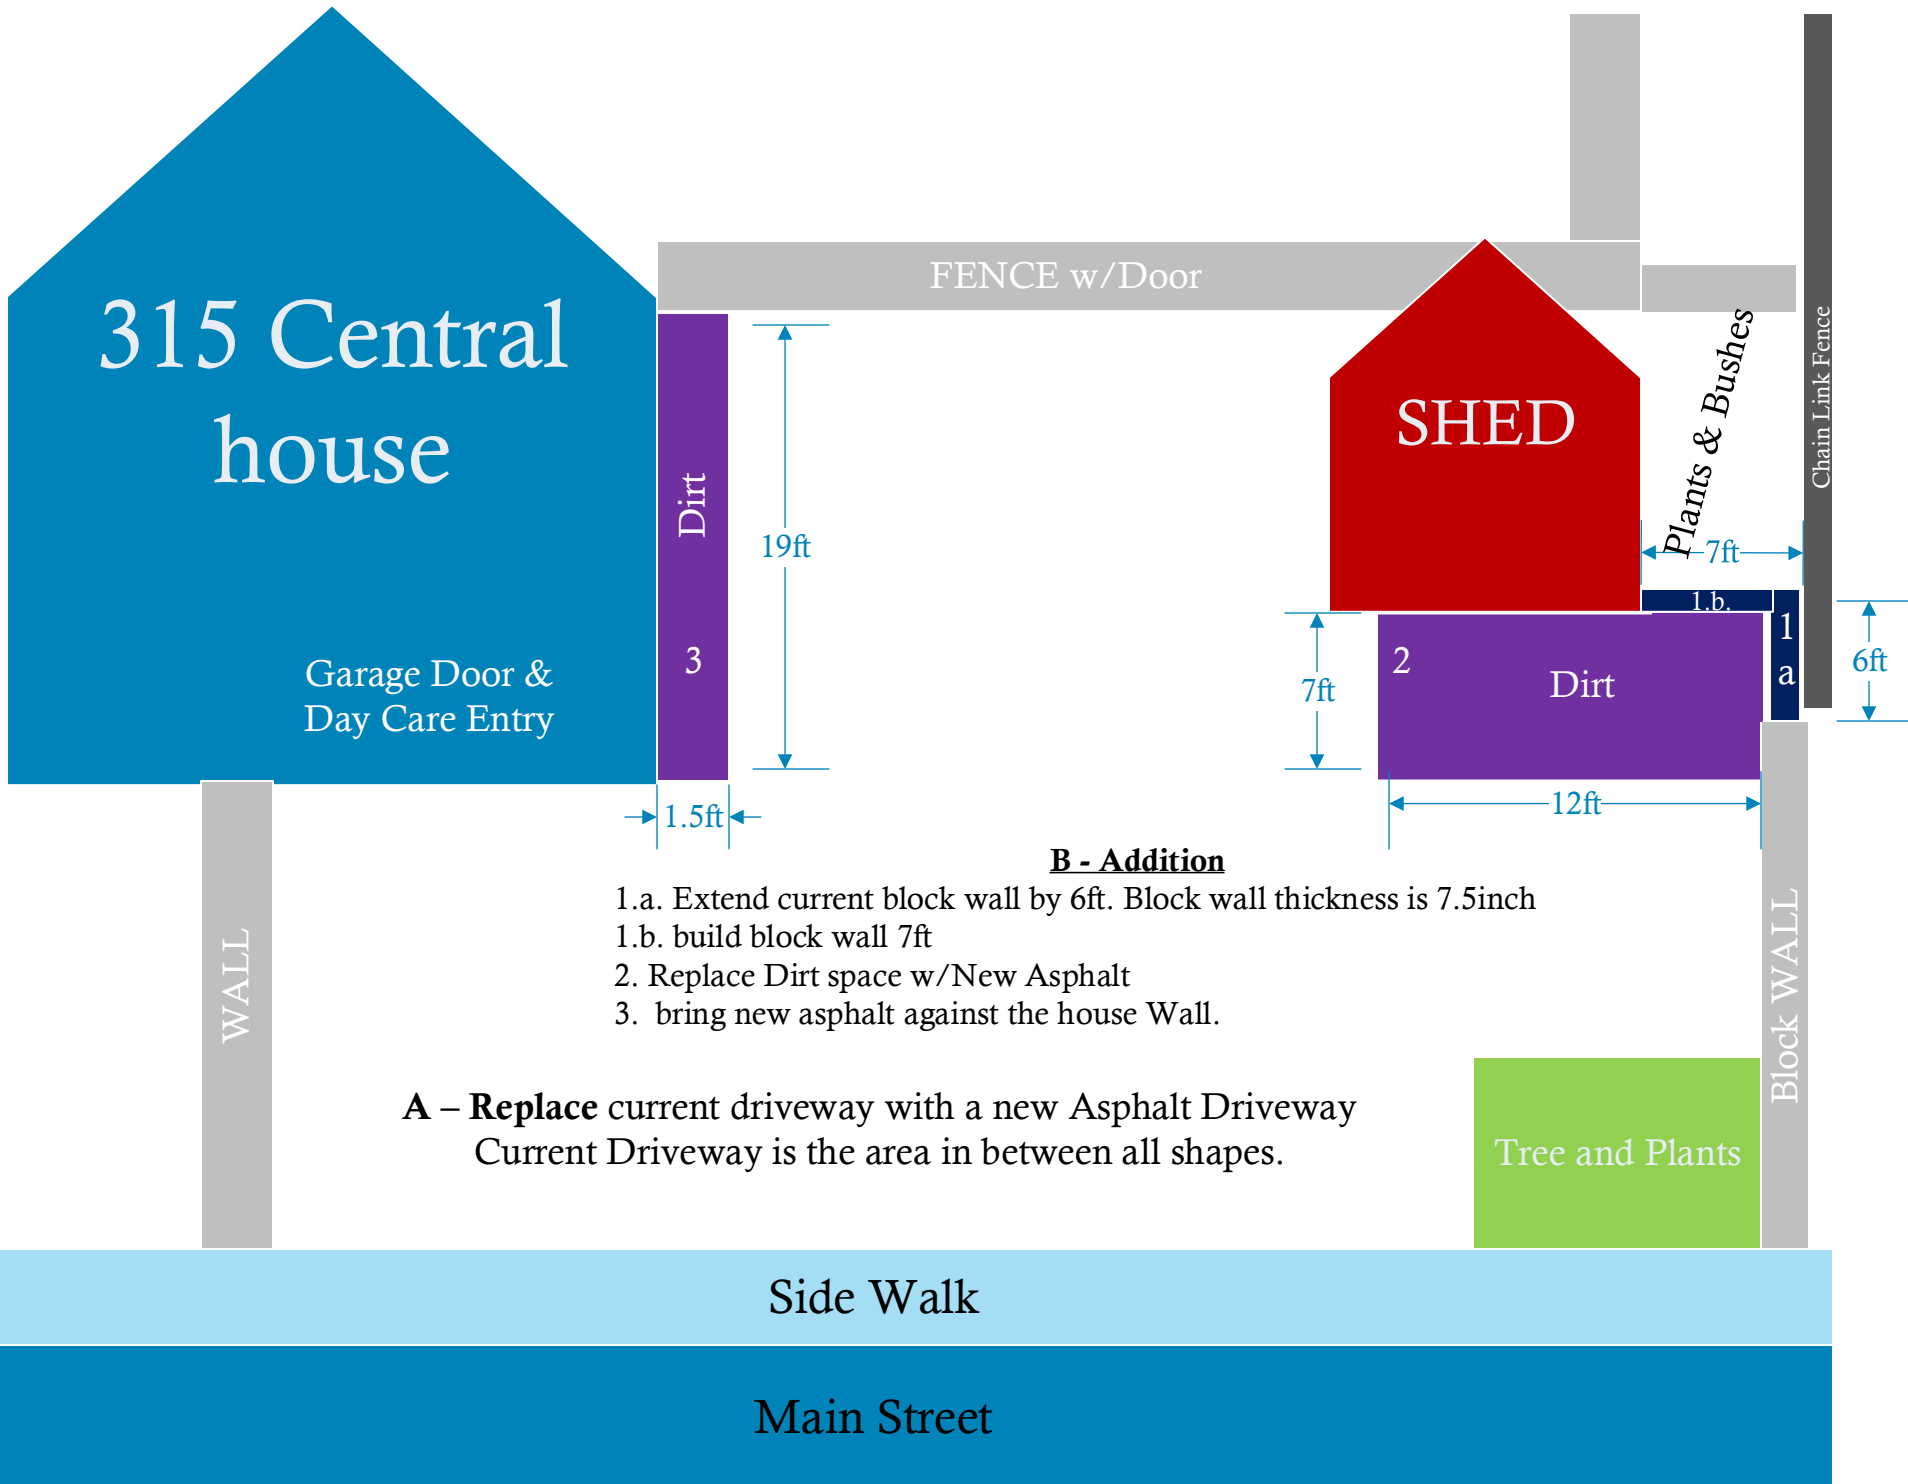 FENCE w/Door
315 Central
house
Chain Link Fence
Plants & Bushes
SHED
Dirt
19ft
7ft
1.b.
1
a
6ft
3
Garage Door &
Day Care Entry
7ft
2
Dirt
1.5ft
12ft
B - Addition
1.a. Extend current block wall by 6ft. Block wall thickness is 7.5inch
1.b. build block wall 7ft
2. Replace Dirt space w/New Asphalt
3.  bring new asphalt against the house Wall.
WALL
Block WALL
A – Replace current driveway with a new Asphalt Driveway
Current Driveway is the area in between all shapes.
Tree and Plants
Side Walk
Main Street